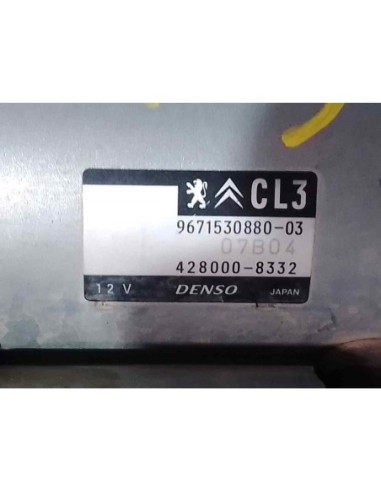 CL3
9671530880-03
07B04
428000-8332
12 V DENSO JAPAN